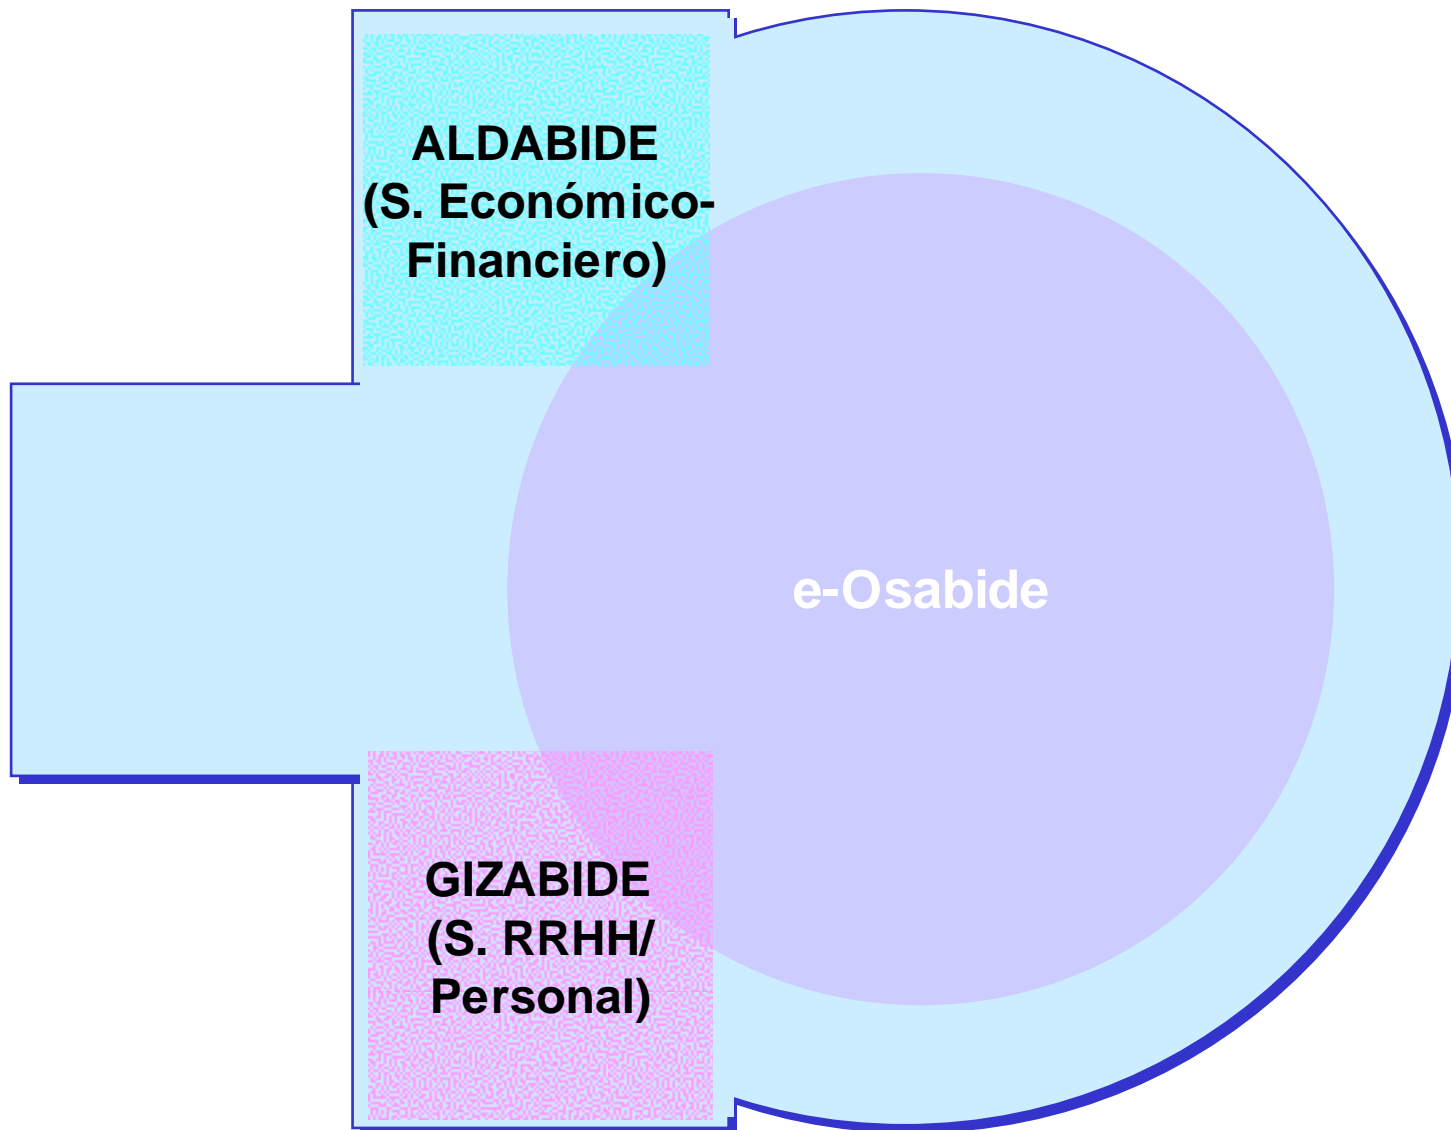 ALDABIDE
(S. Económico-
Financiero)
e-Osabide
GIZABIDE
(S. RRHH/
Personal)